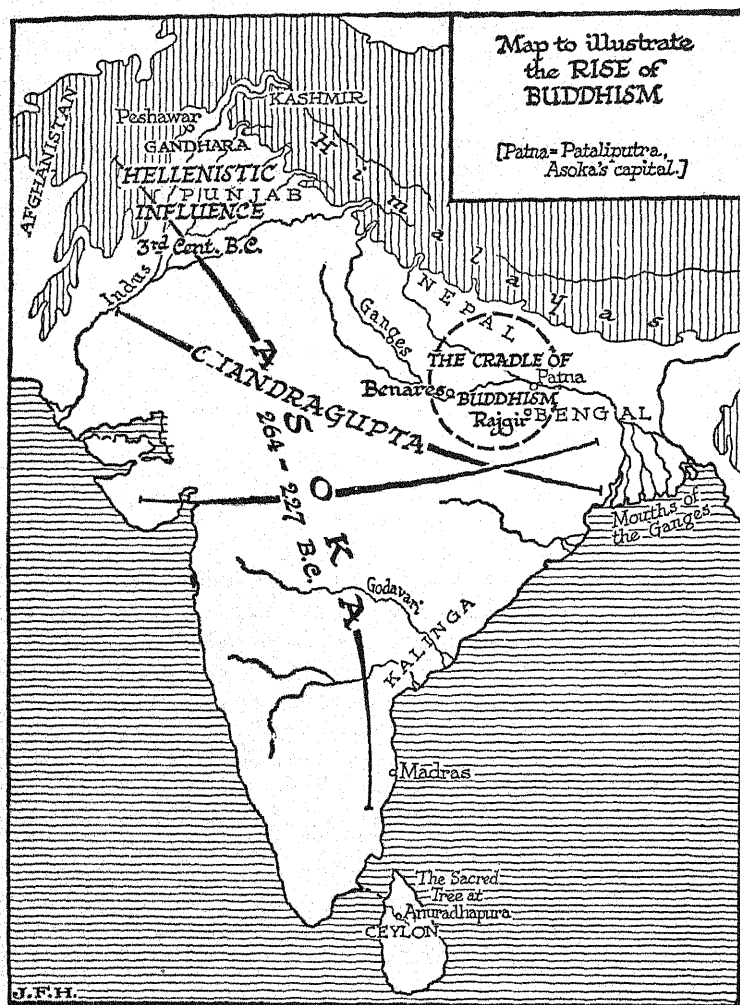 Map to illustrate
the RISE of
BUDDHISM
[Patna=Pataliputra,
Asoka's capital.]
AFGHANISTAN
Peshawar
KASHMIR
GANDHARA
HELLENISTIC
PUNJAB
INFLUENCE
3rd Cent. B.C.
Himalayas
Indus
NEPAL
Ganges
THE CRADLE OF
Patna
Benares
BUDDHISM
Rajgir
BENGAL
CHANDRAGUPTA
ASOKA
264-227 B.C.
Mouths of
the Ganges
Godavari
KALINGA
Madras
The Sacred
Tree at
Anuradhapura
CEYLON
J.F.H.